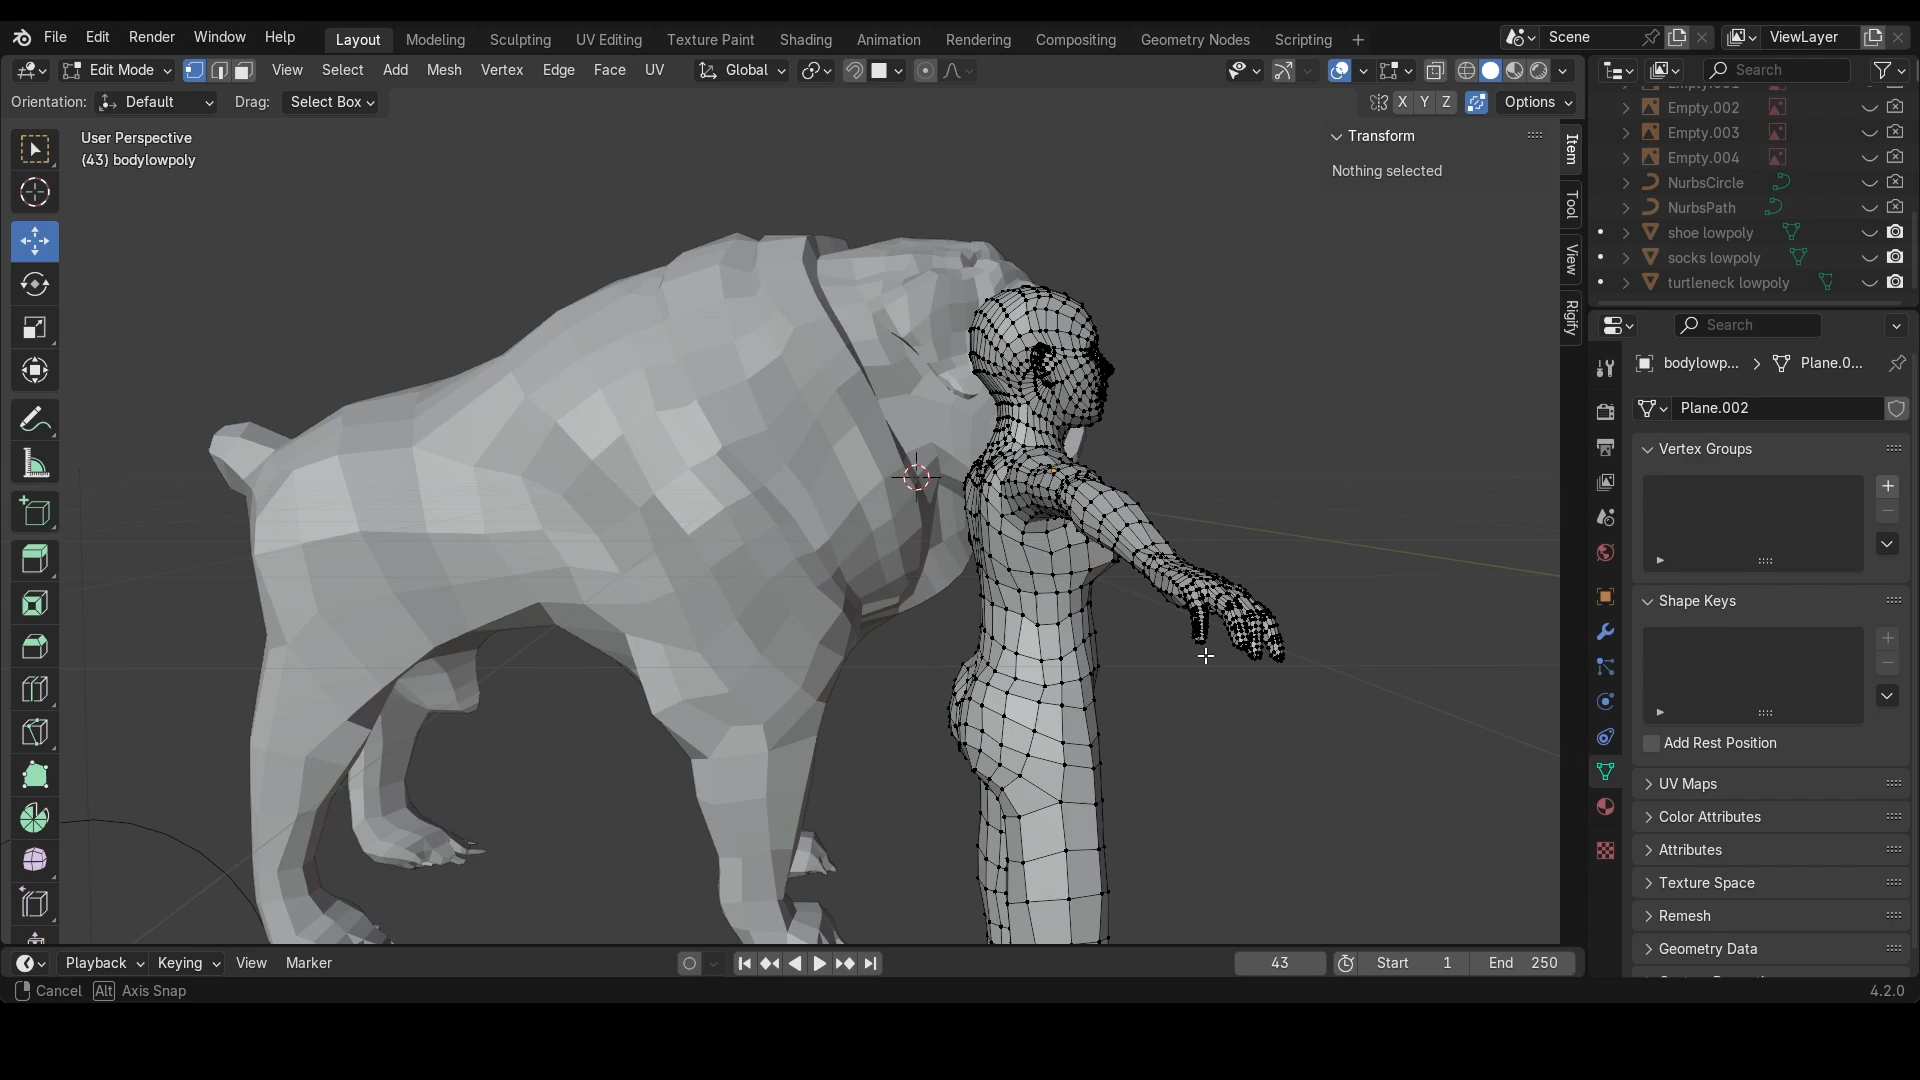 File Edit Render Window Help Layout Modeling Sculpting UV Editing Texture Paint Shading Animation Rendering Compositing Geometry Nodes Scripting + Scene ViewLayer
Edit Mode View Select Add Mesh Vertex Edge Face UV Global Search
Orientation: Default Drag: Select Box X Y Z Options
Empty.002
Empty.003
Empty.004
NurbsCircle
NurbsPath
shoe lowpoly
socks lowpoly
turtleneck lowpoly
User Perspective
(43) bodylowpoly
Transform
Nothing selected
Item
Tool
View
Rigify
Search
bodylowp... > Plane.0...
Plane.002
Vertex Groups
Shape Keys
Add Rest Position
UV Maps
Color Attributes
Attributes
Texture Space
Remesh
Geometry Data
Playback Keying View Marker 43 Start 1 End 250
Cancel Alt Axis Snap 4.2.0